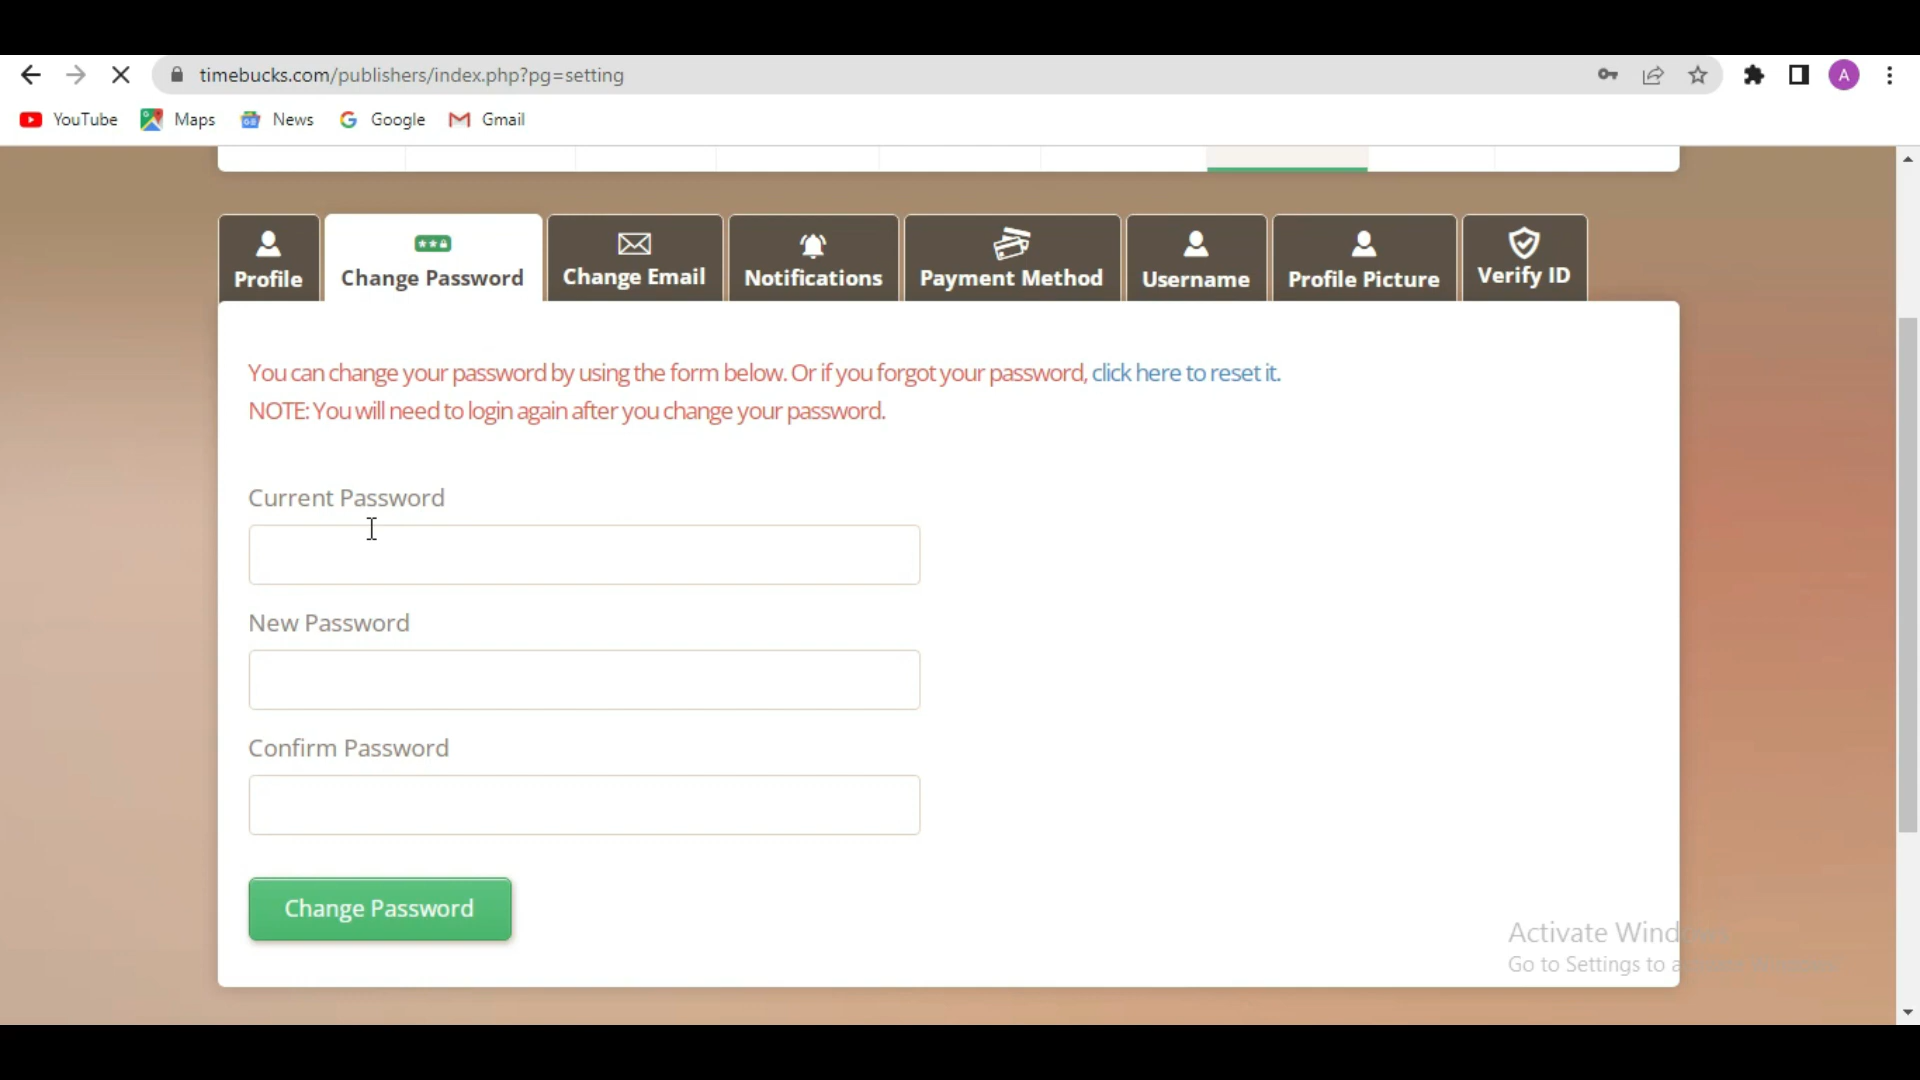 timebucks.com/publishers/index.php?pg=setting
A
YouTube Maps News Google Gmail
Profile Change Password Change Email Notifications Payment Method Username Profile Picture Verify ID
You can change your password by using the form below. Or if you forgot your password, click here to reset it.
NOTE: You will need to login again after you change your password.
Current Password
New Password
Confirm Password
Change Password
Activate Wind
Go to Settings to a